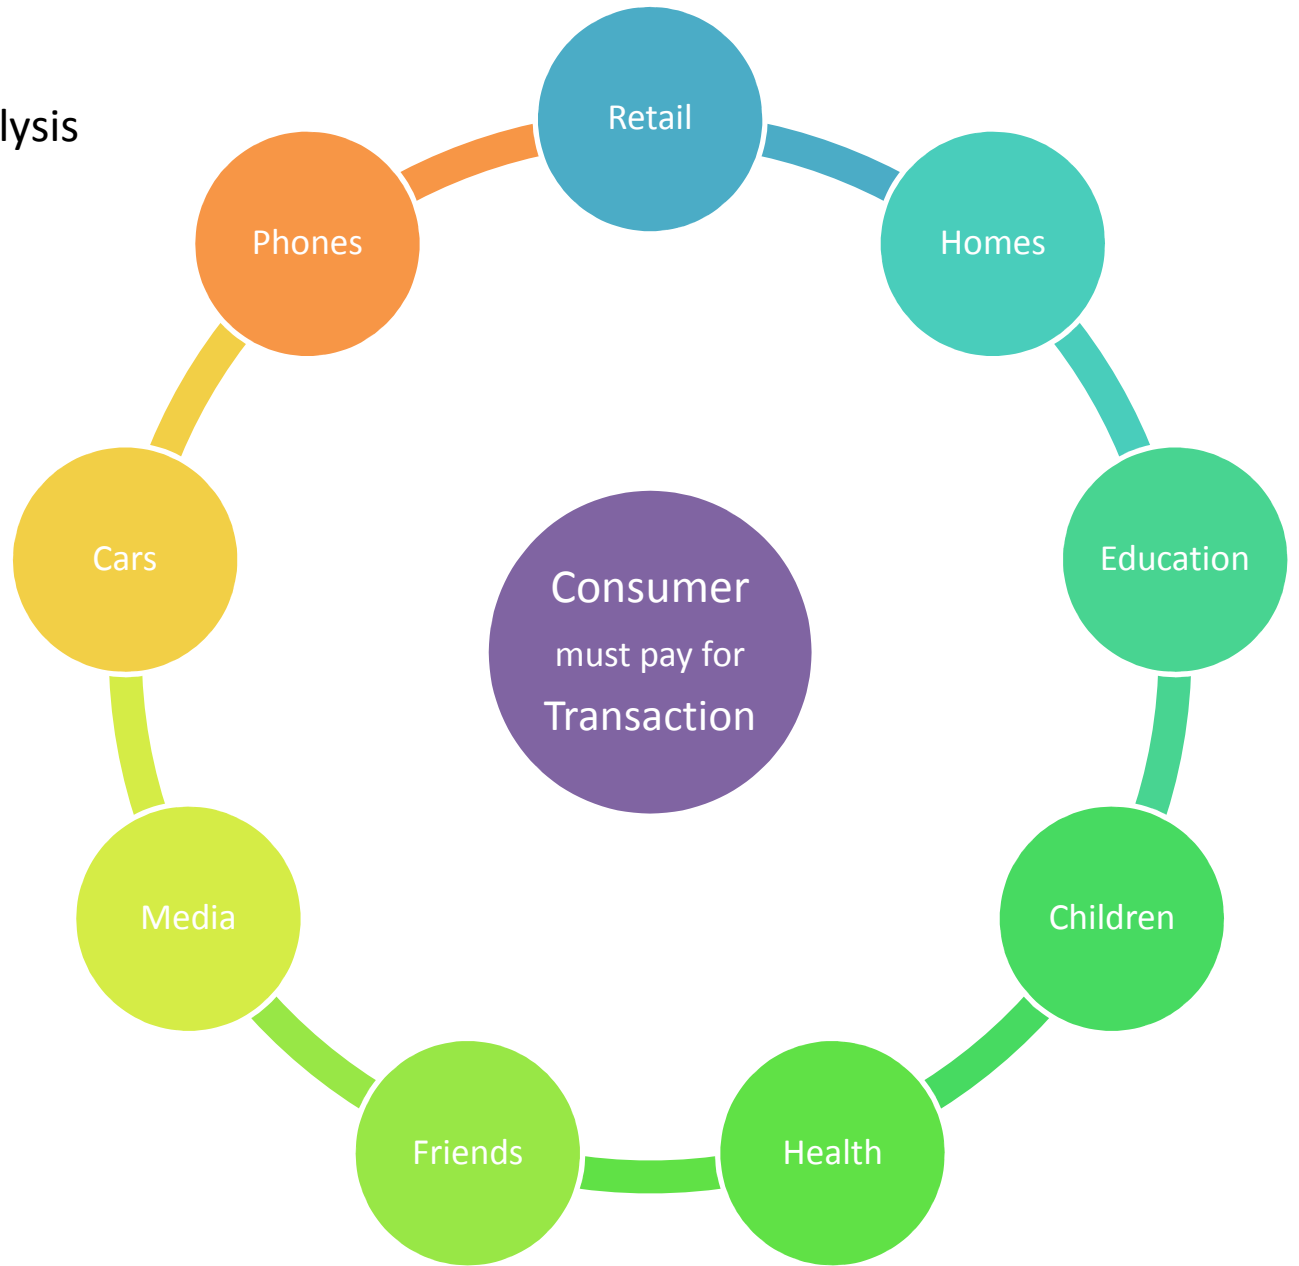 Retail
lysis
Phones
Homes
Cars
Education
Consumer
must pay for
Transaction
Media
Children
Friends
Health